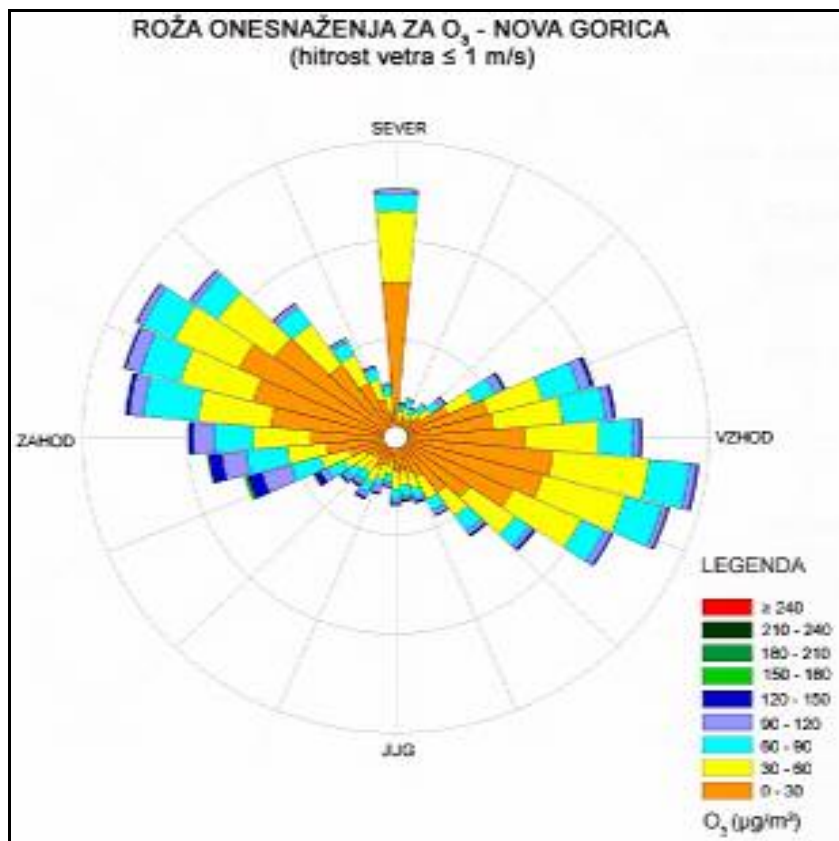 ROŽA ONESNAŽENJA ZA O₃ - NOVA GORICA
(hitrost vetra ≤ 1 m/s)
SEVER
ZAHOD
VZHOD
JUG
LEGENDA
≥ 240
210 - 240
180 - 210
150 - 180
120 - 150
90 - 120
60 - 90
30 - 60
0 - 30
O₃ (µg/m³)